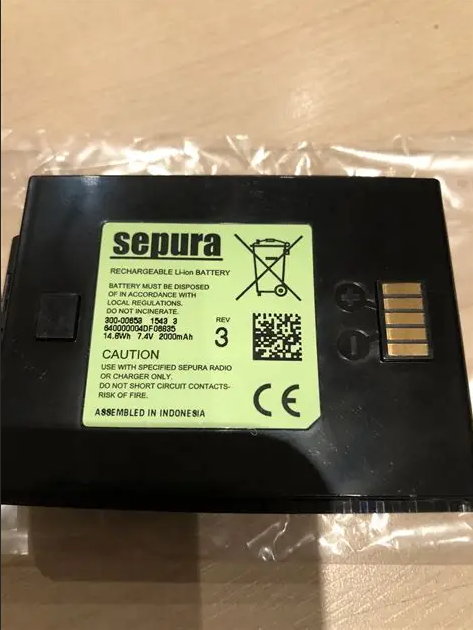 sepura
RECHARGEABLE Li-ion BATTERY
BATTERY MUST BE DISPOSED
OF IN ACCORDANCE WITH
LOCAL REGULATIONS.
DO NOT INCINERATE.
300-00853 1543 3
640000004DF08635
14.8Wh 7.4V 2000mAh
REV
3
CAUTION
USE WITH SPECIFIED SEPURA RADIO
OR CHARGER ONLY.
DO NOT SHORT CIRCUIT CONTACTS-
RISK OF FIRE.
ASSEMBLED IN INDONESIA
CE
+
-